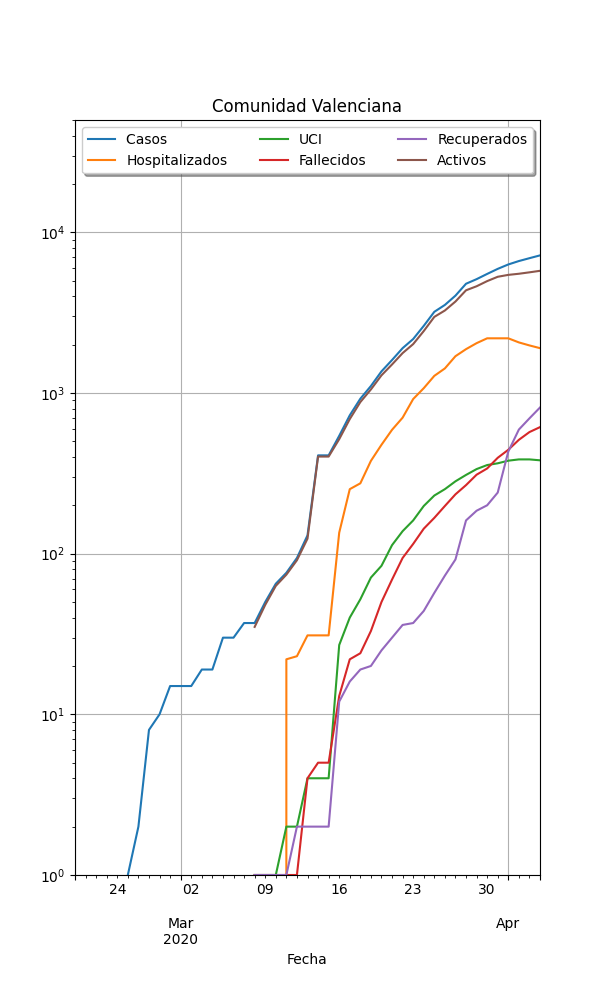 Comunidad Valenciana
Casos UCI Recuperados
Hospitalizados Fallecidos Activos
10^4
10^3
10^2
10^1
10^0
24 02 09 16 23 30
Mar Apr
2020
Fecha